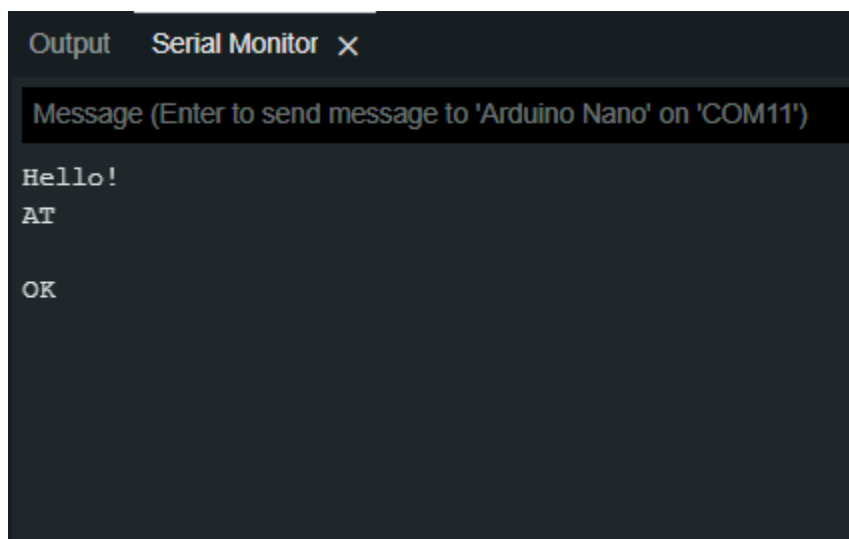 Output Serial Monitor ×
Message (Enter to send message to 'Arduino Nano' on 'COM11')
Hello!
AT
OK